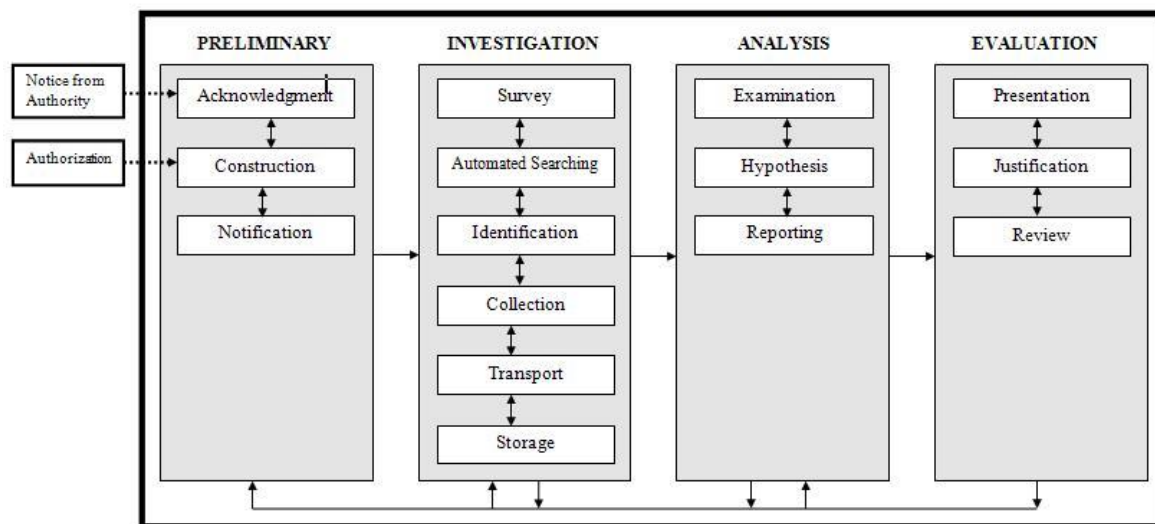 PRELIMINARY
INVESTIGATION
ANALYSIS
EVALUATION
Notice from
Authority
Authorization
Acknowledgment
Construction
Notification
Survey
Automated Searching
Identification
Collection
Transport
Storage
Examination
Hypothesis
Reporting
Presentation
Justification
Review